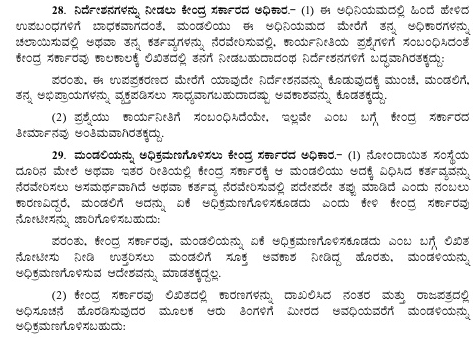 28. ನಿರ್ದೇಶನಗಳನ್ನು ನೀಡಲು ಕೇಂದ್ರ ಸರ್ಕಾರದ ಅಧಿಕಾರ.– (1) ಈ ಅಧಿನಿಯಮದಲ್ಲಿ ಹಿಂದೆ ಹೇಳಿದ
ಉಪಬಂಧಗಳಿಗೆ ಬಾಧಕವಾಗದಂತೆ, ಮಂಡಲಿಯು ಈ ಅಧಿನಿಯಮದ ಮೇರೆಗೆ ತನ್ನ ಅಧಿಕಾರಗಳನ್ನು
ಚಲಾಯಿಸುವಲ್ಲಿ ಅಥವಾ ತನ್ನ ಕರ್ತವ್ಯಗಳನ್ನು ನೆರವೇರಿಸುವಲ್ಲಿ, ಕಾರ್ಯನೀತಿಯ ಪ್ರಶ್ನೆಗಳಿಗೆ ಸಂಬಂಧಿಸಿದಂತೆ
ಕೇಂದ್ರ ಸರ್ಕಾರವು ಕಾಲಕಾಲಕ್ಕೆ ಲಿಖಿತದಲ್ಲಿ ತನಗೆ ನೀಡಬಹುದಾದಂಥ ನಿರ್ದೇಶನಗಳಿಗೆ ಬದ್ಧವಾಗಿರತಕ್ಕದ್ದು:
ಪರಂತು, ಈ ಉಪಪ್ರಕರಣದ ಮೇರೆಗೆ ಯಾವುದೇ ನಿರ್ದೇಶನವನ್ನು ಕೊಡುವುದಕ್ಕೆ ಮುಂಚೆ, ಮಂಡಲಿಗೆ,
ತನ್ನ ಅಭಿಪ್ರಾಯಗಳನ್ನು ವ್ಯಕ್ತಪಡಿಸಲು ಸಾಧ್ಯವಾಗಬಹುದಾದಷ್ಟು ಅವಕಾಶವನ್ನು ಕೊಡತಕ್ಕದ್ದು.
(2) ಪ್ರಶ್ನೆಯು ಕಾರ್ಯನೀತಿಗೆ ಸಂಬಂಧಿಸಿದೆಯೇ, ಇಲ್ಲವೇ ಎಂಬ ಬಗ್ಗೆ ಕೇಂದ್ರ ಸರ್ಕಾರದ
ತೀರ್ಮಾನವು ಅಂತಿಮವಾಗಿರತಕ್ಕದ್ದು.
29. ಮಂಡಲಿಯನ್ನು ಅಧಿಕ್ರಮಣಗೊಳಿಸಲು ಕೇಂದ್ರ ಸರ್ಕಾರದ ಅಧಿಕಾರ.– (1) ನೋಂದಾಯಿತ ಸಂಸ್ಥೆಯ
ದೂರಿನ ಮೇಲೆ ಅಥವಾ ಇತರ ರೀತಿಯಲ್ಲಿ ಕೇಂದ್ರ ಸರ್ಕಾರಕ್ಕೆ ಆ ಮಂಡಲಿಯು ಅದಕ್ಕೆ ವಿಧಿಸಿದ ಕರ್ತವ್ಯವನ್ನು
ನೆರವೇರಿಸಲು ಅಸಮರ್ಥವಾಗಿದೆ ಅಥವಾ ಕರ್ತವ್ಯ ನೆರವೇರಿಸುವಲ್ಲಿ ಪದೇಪದೇ ತಪ್ಪು ಮಾಡಿದೆ ಎಂದು ನಂಬಲು
ಕಾರಣವಿದ್ದರೆ, ಮಂಡಲಿಗೆ ಅದನ್ನು ಏಕೆ ಅಧಿಕ್ರಮಣಗೊಳಿಸಕೂಡದು ಎಂದು ಕೇಳಿ ಕೇಂದ್ರ ಸರ್ಕಾರವು
ನೋಟೀಸನ್ನು ಜಾರಿಗೊಳಿಸಬಹುದು:
ಪರಂತು, ಕೇಂದ್ರ ಸರ್ಕಾರವು, ಮಂಡಲಿಯನ್ನು ಏಕೆ ಅಧಿಕ್ರಮಣಗೊಳಿಸಕೂಡದು ಎಂಬ ಬಗ್ಗೆ ಲಿಖಿತ
ನೋಟೀಸು ನೀಡಿ ಉತ್ತರಿಸಲು ಮಂಡಲಿಗೆ ಸೂಕ್ತ ಅವಕಾಶ ನೀಡಿದ್ದ ಹೊರತು, ಮಂಡಳಿಯನ್ನು
ಅಧಿಕ್ರಮಣಗೊಳಿಸುವ ಆದೇಶವನ್ನು ಮಾಡತಕ್ಕದ್ದಲ್ಲ.
(2) ಕೇಂದ್ರ ಸರ್ಕಾರವು ಲಿಖಿತದಲ್ಲಿ ಕಾರಣಗಳನ್ನು ದಾಖಲಿಸಿದ ನಂತರ ಮತ್ತು ರಾಜಪತ್ರದಲ್ಲಿ
ಅಧಿಸೂಚನೆ ಹೊರಡಿಸುವುದರ ಮೂಲಕ ಆರು ತಿಂಗಳಿಗೆ ಮೀರದ ಅವಧಿಯವರೆಗೆ ಮಂಡಳಿಯನ್ನು
ಅಧಿಕ್ರಮಣಗೊಳಿಸಬಹುದು: